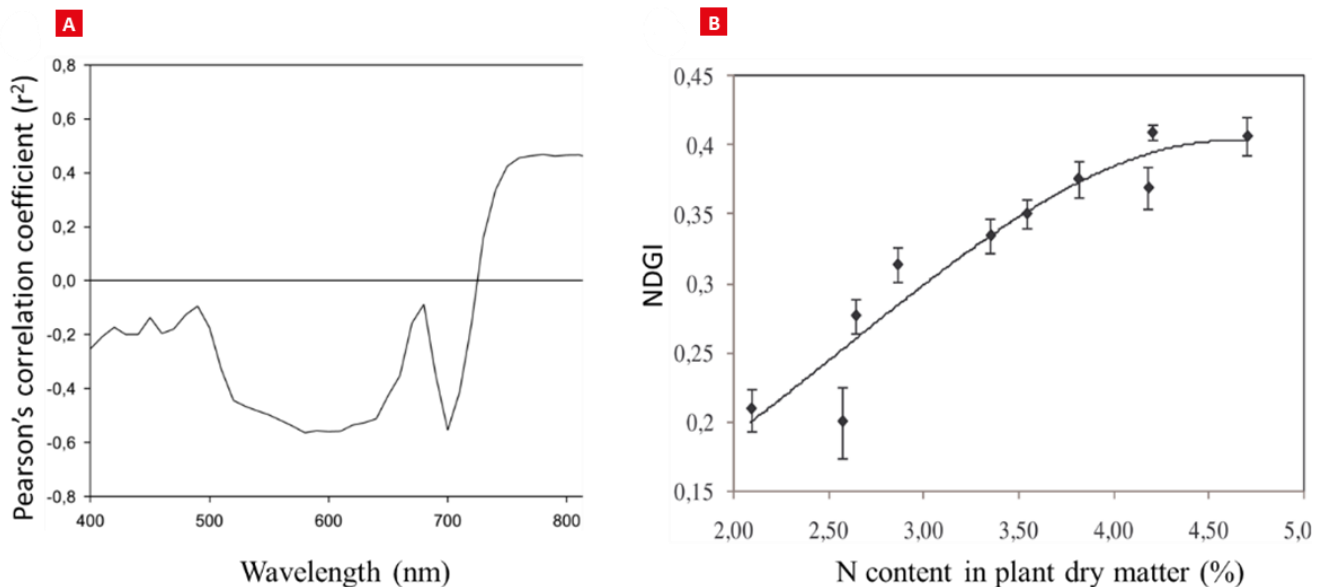 A
Pearson's correlation coefficient (r²)
0,8
0,6
0,4
0,2
0,0
-0,2
-0,4
-0,6
-0,8
400 500 600 700 800
Wavelength (nm)
B
NDGI
0,45
0,4
0,35
0,3
0,25
0,2
0,15
2,00 2,50 3,00 3,50 4,00 4,50 5,0
N content in plant dry matter (%)